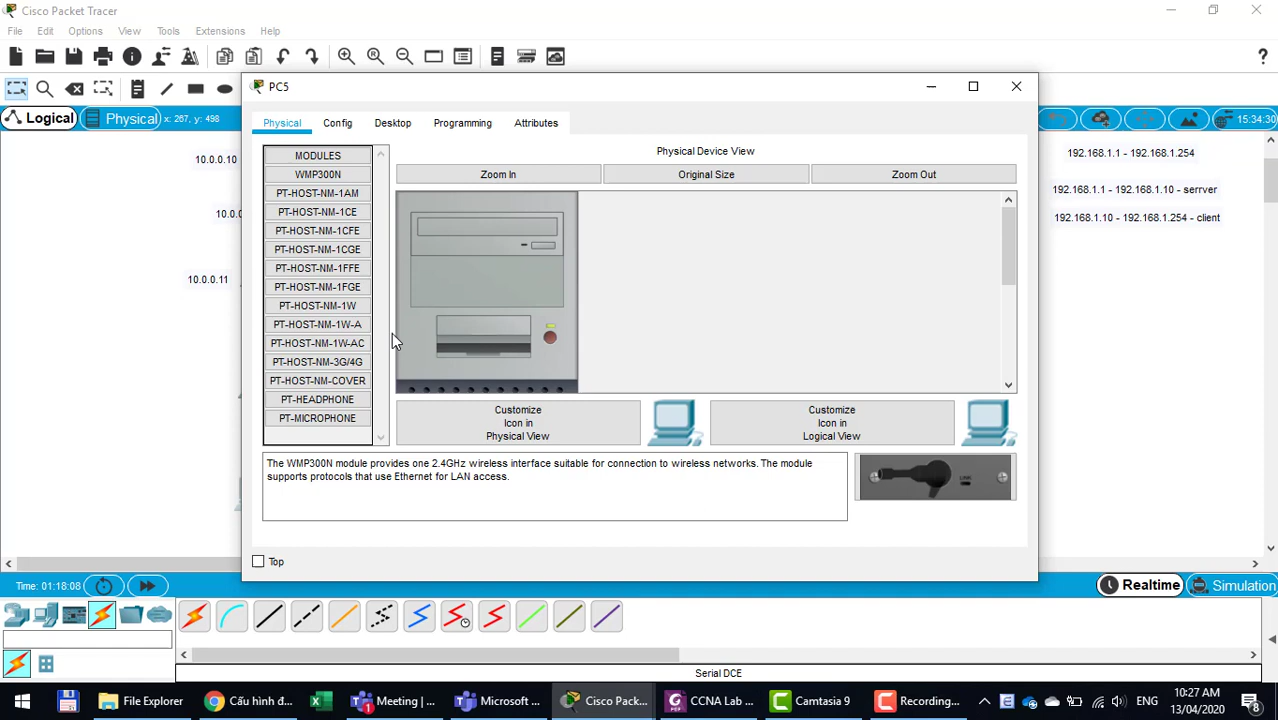 Cisco Packet Tracer
File Edit Options View Tools Extensions Help
?
PC5
Logical
Physical
x: 267, y: 498
15:34:30
Physical Config Desktop Programming Attributes
10.0.0.10
10.0.0.11
MODULES
WMP300N
PT-HOST-NM-1AM
PT-HOST-NM-1CE
PT-HOST-NM-1CFE
PT-HOST-NM-1CGE
PT-HOST-NM-1FFE
PT-HOST-NM-1FGE
PT-HOST-NM-1W
PT-HOST-NM-1W-A
PT-HOST-NM-1W-AC
PT-HOST-NM-3G/4G
PT-HOST-NM-COVER
PT-HEADPHONE
PT-MICROPHONE
Physical Device View
Zoom In Original Size Zoom Out
192.168.1.1 - 192.168.1.254
192.168.1.1 - 192.168.1.10 - serrver
192.168.1.10 - 192.168.1.254 - client
Customize
Icon in
Physical View
Customize
Icon in
Logical View
The WMP300N module provides one 2.4GHz wireless interface suitable for connection to wireless networks. The module
supports protocols that use Ethernet for LAN access.
LINK
Top
Time: 01:18:08
Realtime
Simulation
Serial DCE
File Explorer
Cấu hình đ...
Meeting | ...
Microsoft ...
Cisco Pack...
CCNA Lab ...
Camtasia 9
Recording...
ENG
10:27 AM
13/04/2020
8